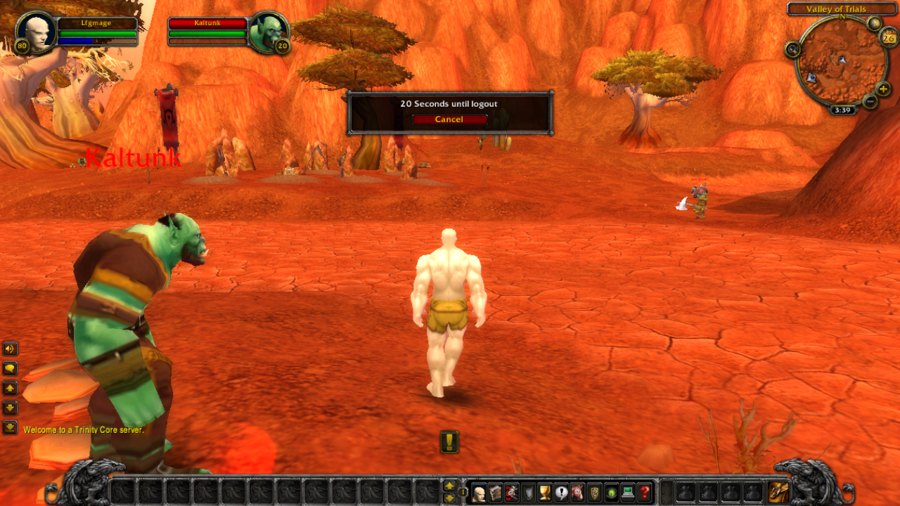 Lfgmage
80
Kaltunk
20
Valley of Trials
N
3:39
20 Seconds until logout
Cancel
Kaltunk
Welcome to a Trinity Core server.